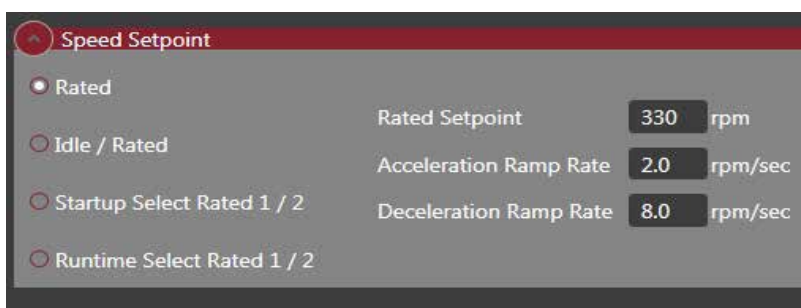 Speed Setpoint
Rated
Rated Setpoint 330 rpm
Idle / Rated
Acceleration Ramp Rate 2.0 rpm/sec
Startup Select Rated 1 / 2
Deceleration Ramp Rate 8.0 rpm/sec
Runtime Select Rated 1 / 2